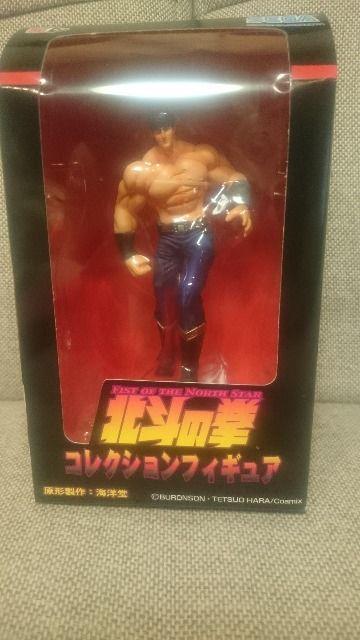 SEGA
FIST OF THE NORTH STAR
北斗の拳
コレクションフィギュア
原形製作：海洋堂
©BURONSON・TETSUO HARA/Coamix